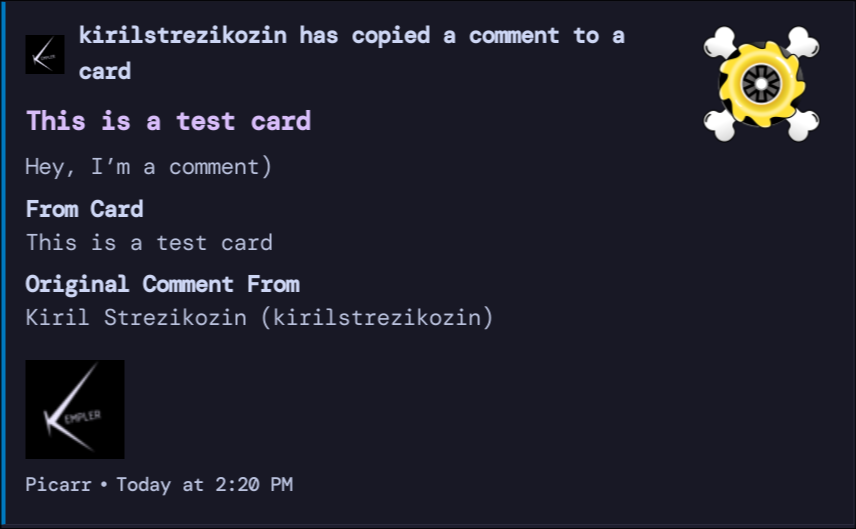 kirilstrezikozin has copied a comment to a
card
This is a test card
Hey, I’m a comment)
From Card
This is a test card
Original Comment From
Kiril Strezikozin (kirilstrezikozin)
KEMPLER
Picarr • Today at 2:20 PM